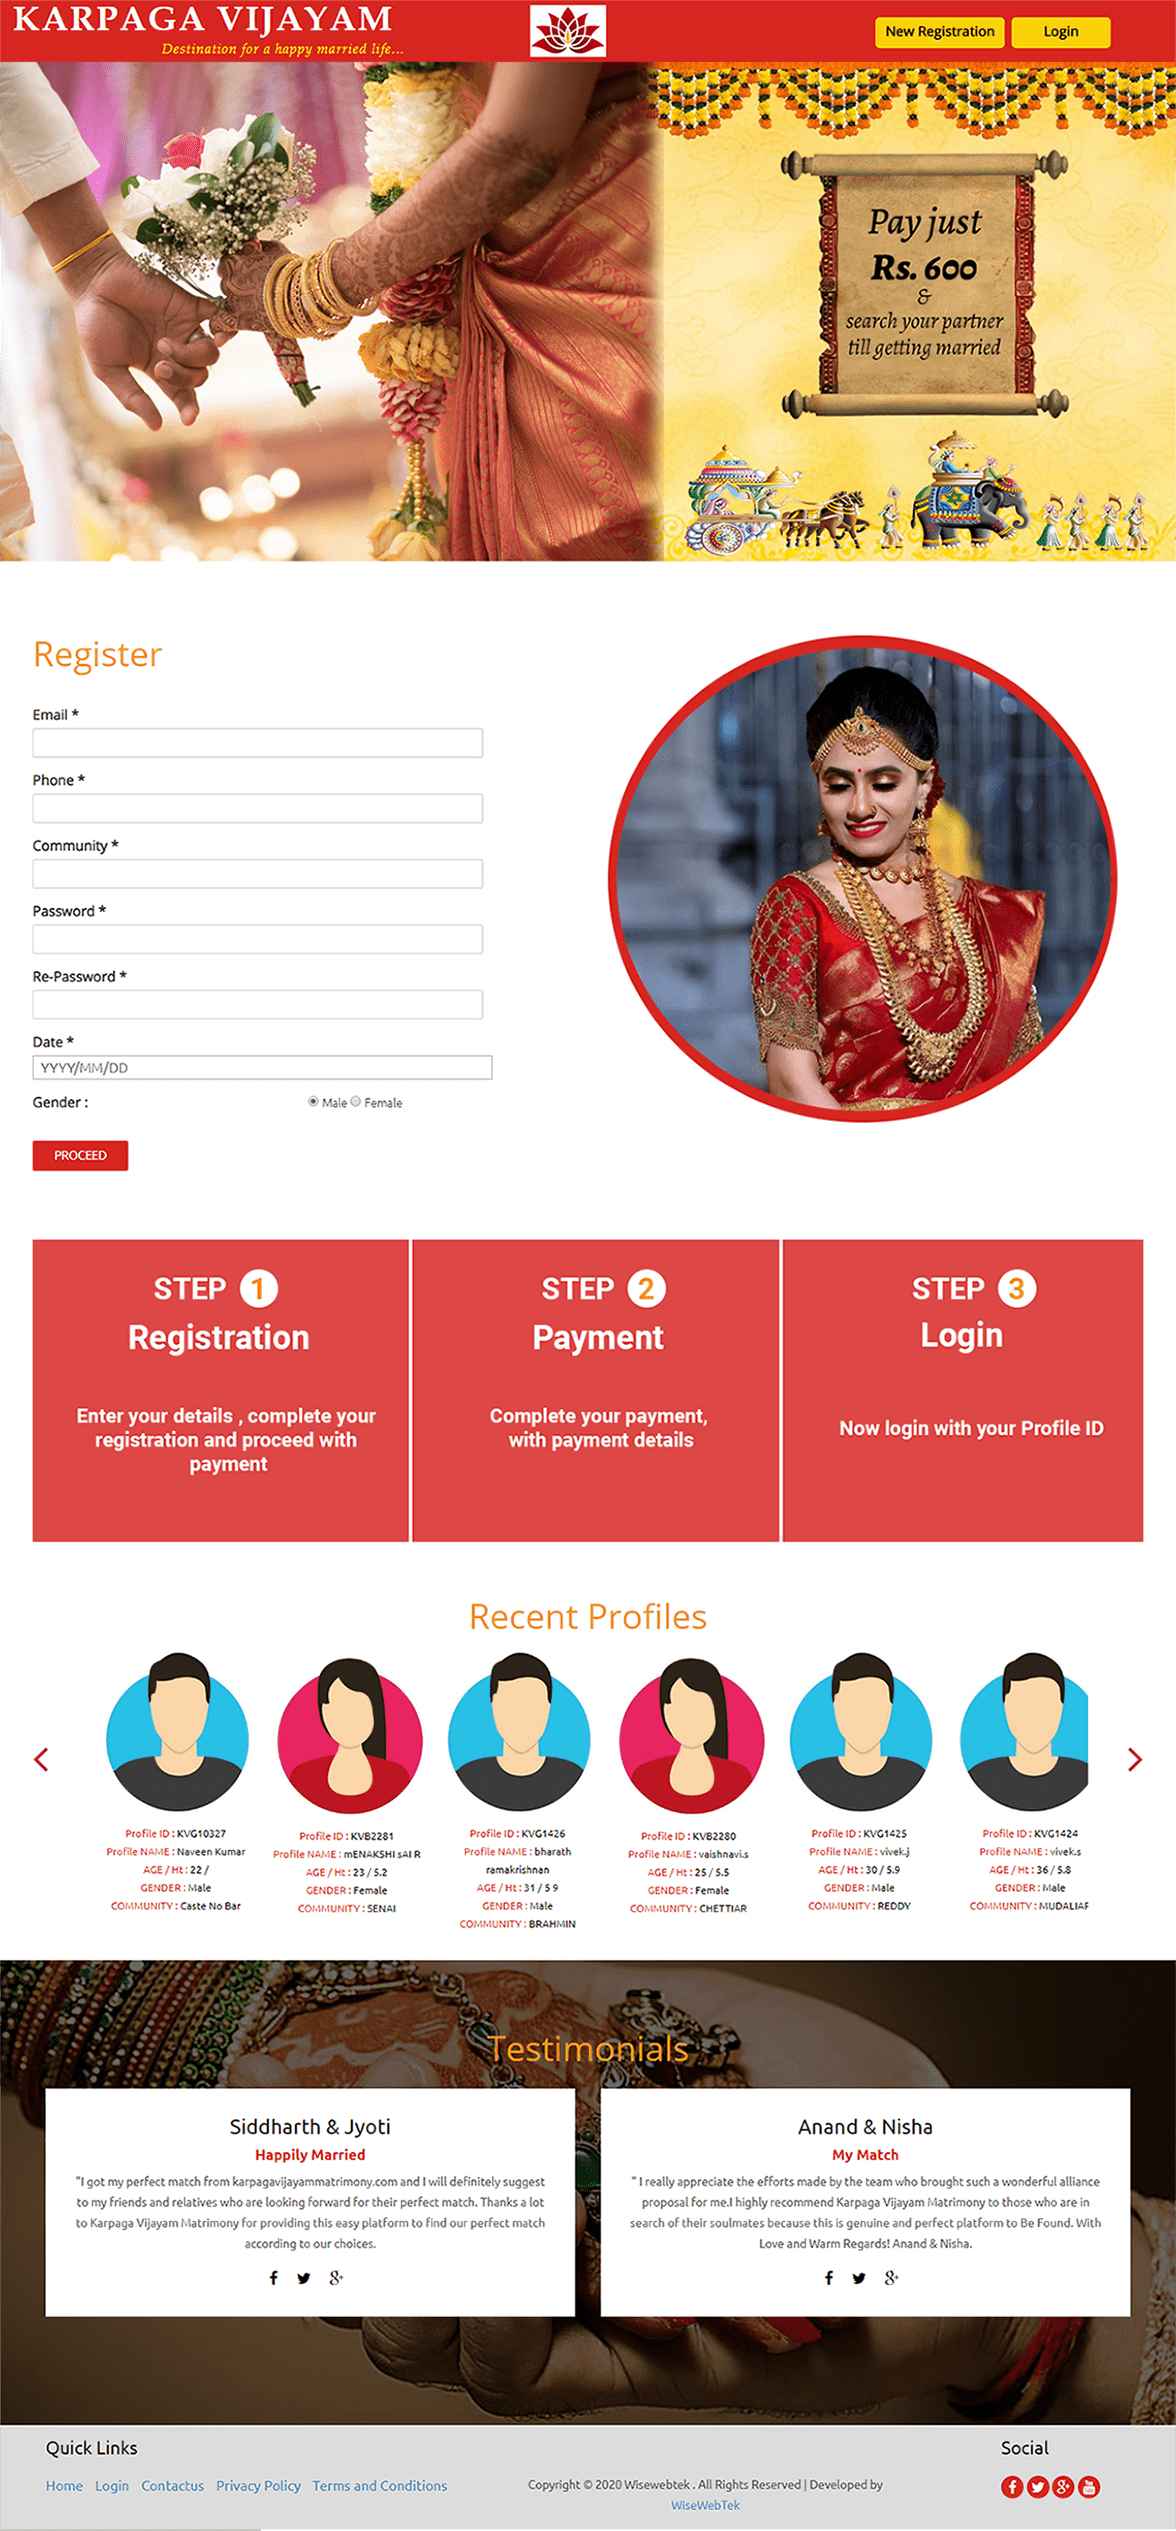 KARPAGA VIJAYAM
Destination for a happy married life...
New Registration
Login
Pay just
Rs. 600
&
search your partner
till getting married
Register
Email *
Phone *
Community *
Password *
Re-Password *
Date *
YYYY/MM/DD
Gender :
Male Female
PROCEED
STEP 1
Registration
Enter your details , complete your
registration and proceed with
payment
STEP 2
Payment
Complete your payment,
with payment details
STEP 3
Login
Now login with your Profile ID
Recent Profiles
Profile ID : KVG10327
Profile NAME : Naveen Kumar
AGE / Ht : 22 /
GENDER : Male
COMMUNITY : Caste No Bar
Profile ID : KVB2281
Profile NAME : mENAKSHI sAI R
AGE / Ht : 23 / 5.2
GENDER : Female
COMMUNITY : SENAI
Profile ID : KVG1426
Profile NAME : bharath
ramakrishnan
AGE / Ht : 31 / 5 9
GENDER : Male
COMMUNITY : BRAHMIN
Profile ID : KVB2280
Profile NAME : vaishnavi.s
AGE / Ht : 25 / 5.5
GENDER : Female
COMMUNITY : CHETTIAR
Profile ID : KVG1425
Profile NAME : vivek.j
AGE / Ht : 30 / 5.9
GENDER : Male
COMMUNITY : REDDY
Profile ID : KVG1424
Profile NAME : vivek.s
AGE / Ht : 36 / 5.8
GENDER : Male
COMMUNITY : MUDALIAR
Testimonials
Siddharth & Jyoti
Happily Married
"I got my perfect match from karpagavijayammatrimony.com and I will definitely suggest
to my friends and relatives who are looking forward for their perfect match. Thanks a lot
to Karpaga Vijayam Matrimony for providing this easy platform to find our perfect match
according to our choices.
Anand & Nisha
My Match
" I really appreciate the efforts made by the team who brought such a wonderful alliance
proposal for me.I highly recommend Karpaga Vijayam Matrimony to those who are in
search of their soulmates because this is genuine and perfect platform to Be Found. With
Love and Warm Regards! Anand & Nisha.
Quick Links
Home Login Contactus Privacy Policy Terms and Conditions
Copyright © 2020 Wisewebtek . All Rights Reserved | Developed by
WiseWebTek
Social